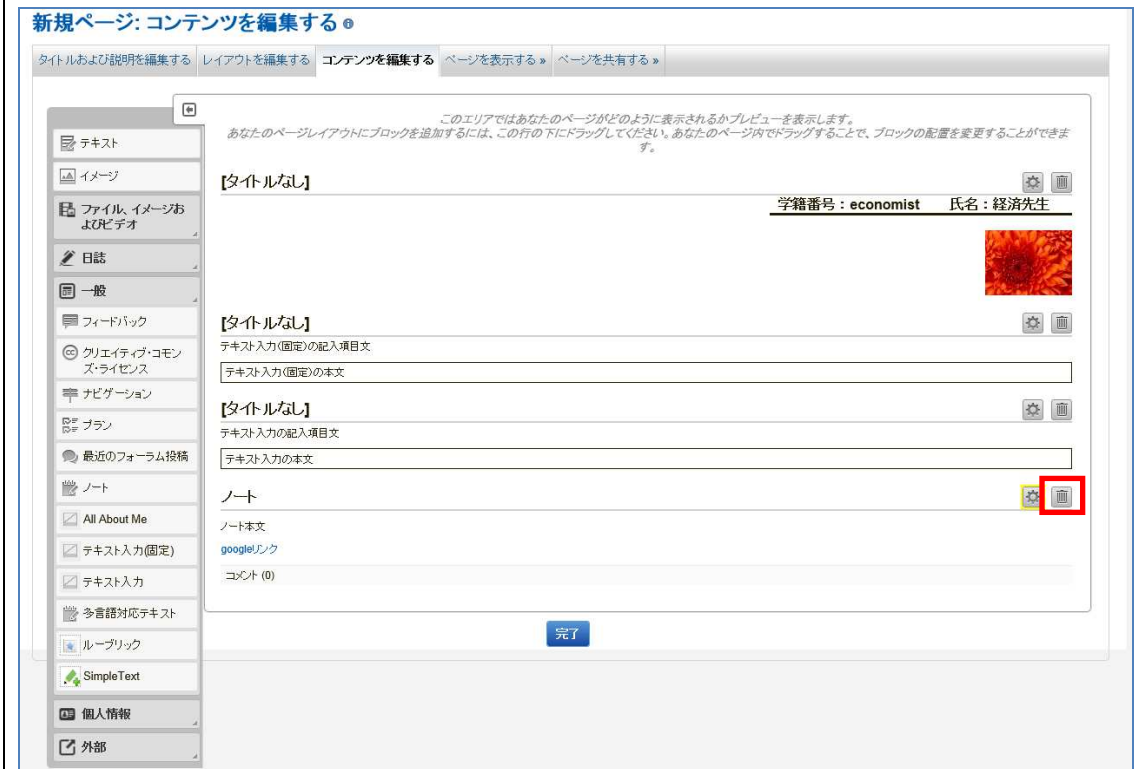 新規ページ: コンテンツを編集する
タイトルおよび説明を編集する レイアウトを編集する コンテンツを編集する ページを表示する » ページを共有する »
このエリアではあなたのページがどのように表示されるかプレビューを表示します。
あなたのページレイアウトにブロックを追加するには、この行の下にドラッグしてください。あなたのページ内でドラッグすることで、ブロックの配置を変更することができま
す。
テキスト
イメージ
ファイル、イメージお
よびビデオ
日誌
一般
フィードバック
クリエイティブ・コモン
ズ・ライセンス
ナビゲーション
プラン
最近のフォーラム投稿
ノート
All About Me
テキスト入力(固定)
テキスト入力
多言語対応テキスト
ルーブリック
SimpleText
個人情報
外部
[タイトルなし]
学籍番号：economist 氏名：経済先生
[タイトルなし]
テキスト入力(固定)の記入項目文
テキスト入力(固定)の本文
[タイトルなし]
テキスト入力の記入項目文
テキスト入力の本文
ノート
ノート本文
googleリンク
コメント (0)
完了